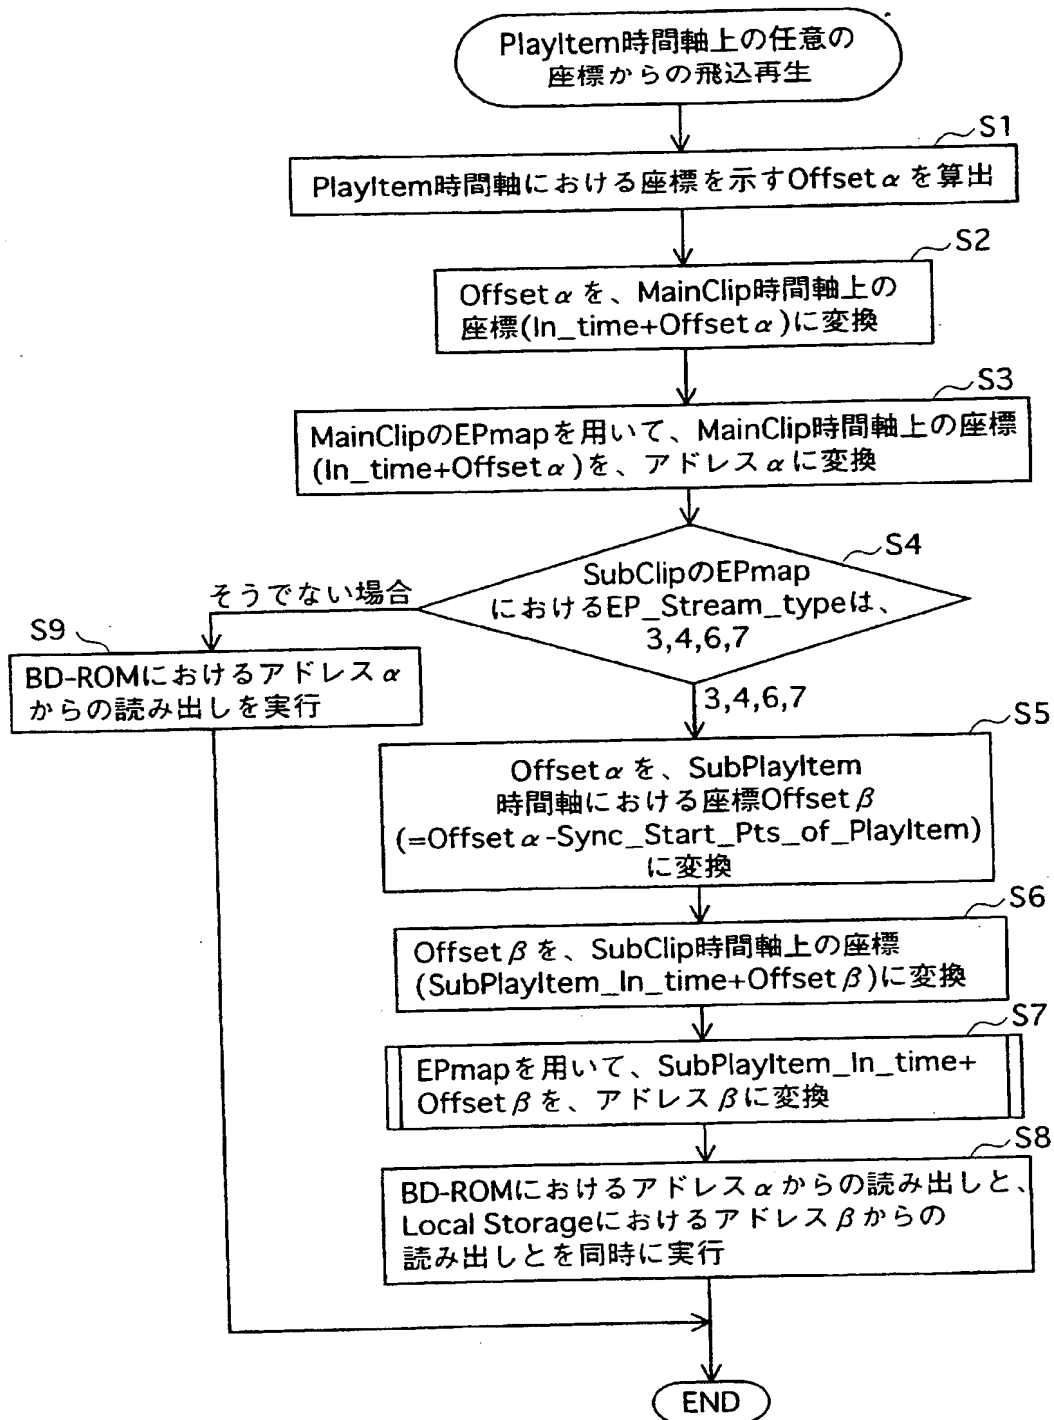 PlayItem時間軸上の任意の
座標からの飛込再生
S1
PlayItem時間軸における座標を示すOffsetαを算出
S2
Offsetαを、MainClip時間軸上の
座標(In_time+Offsetα)に変換
S3
MainClipのEPmapを用いて、MainClip時間軸上の座標
(In_time+Offsetα)を、アドレスαに変換
S4
SubClipのEPmap
におけるEP_Stream_typeは、
3,4,6,7
そうでない場合
S9
BD-ROMにおけるアドレスα
からの読み出しを実行
3,4,6,7
S5
Offsetαを、SubPlayItem
時間軸における座標Offsetβ
(=Offsetα-Sync_Start_Pts_of_PlayItem)
に変換
S6
Offsetβを、SubClip時間軸上の座標
(SubPlayItem_In_time+Offsetβ)に変換
S7
EPmapを用いて、SubPlayItem_In_time+
Offsetβを、アドレスβに変換
S8
BD-ROMにおけるアドレスαからの読み出しと、
Local Storageにおけるアドレスβからの
読み出しとを同時に実行
END